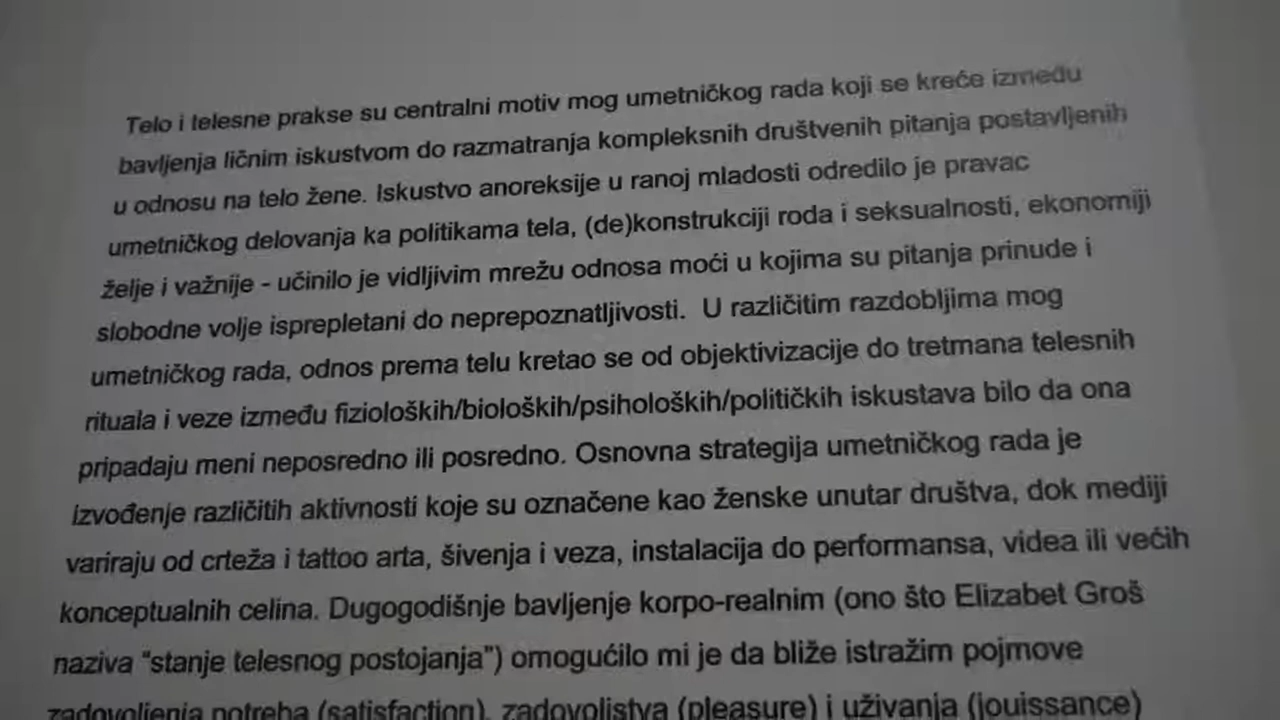 Telo i telesne prakse su centralni motiv mog umetničkog rada koji se kreće između
bavljenja ličnim iskustvom do razmatranja kompleksnih društvenih pitanja postavljenih
u odnosu na telo žene. Iskustvo anoreksije u ranoj mladosti odredilo je pravac
umetničkog delovanja ka politikama tela, (de)konstrukciji roda i seksualnosti, ekonomiji
želje i važnije - učinilo je vidljivim mrežu odnosa moći u kojima su pitanja prinude i
slobodne volje isprepletani do neprepoznatljivosti.  U različitim razdobljima mog
umetničkog rada, odnos prema telu kretao se od objektivizacije do tretmana telesnih
rituala i veze između fizioloških/bioloških/psiholoških/političkih iskustava bilo da ona
pripadaju meni neposredno ili posredno. Osnovna strategija umetničkog rada je
izvođenje različitih aktivnosti koje su označene kao ženske unutar društva, dok mediji
variraju od crteža i tattoo arta, šivenja i veza, instalacija do performansa, videa ili većih
konceptualnih celina. Dugogodišnje bavljenje korpo-realnim (ono što Elizabet Groš
naziva “stanje telesnog postojanja”) omogućilo mi je da bliže istražim pojmove
zadovoljenja potreba (satisfaction), zadovoljstva (pleasure) i uživanja (jouissance)